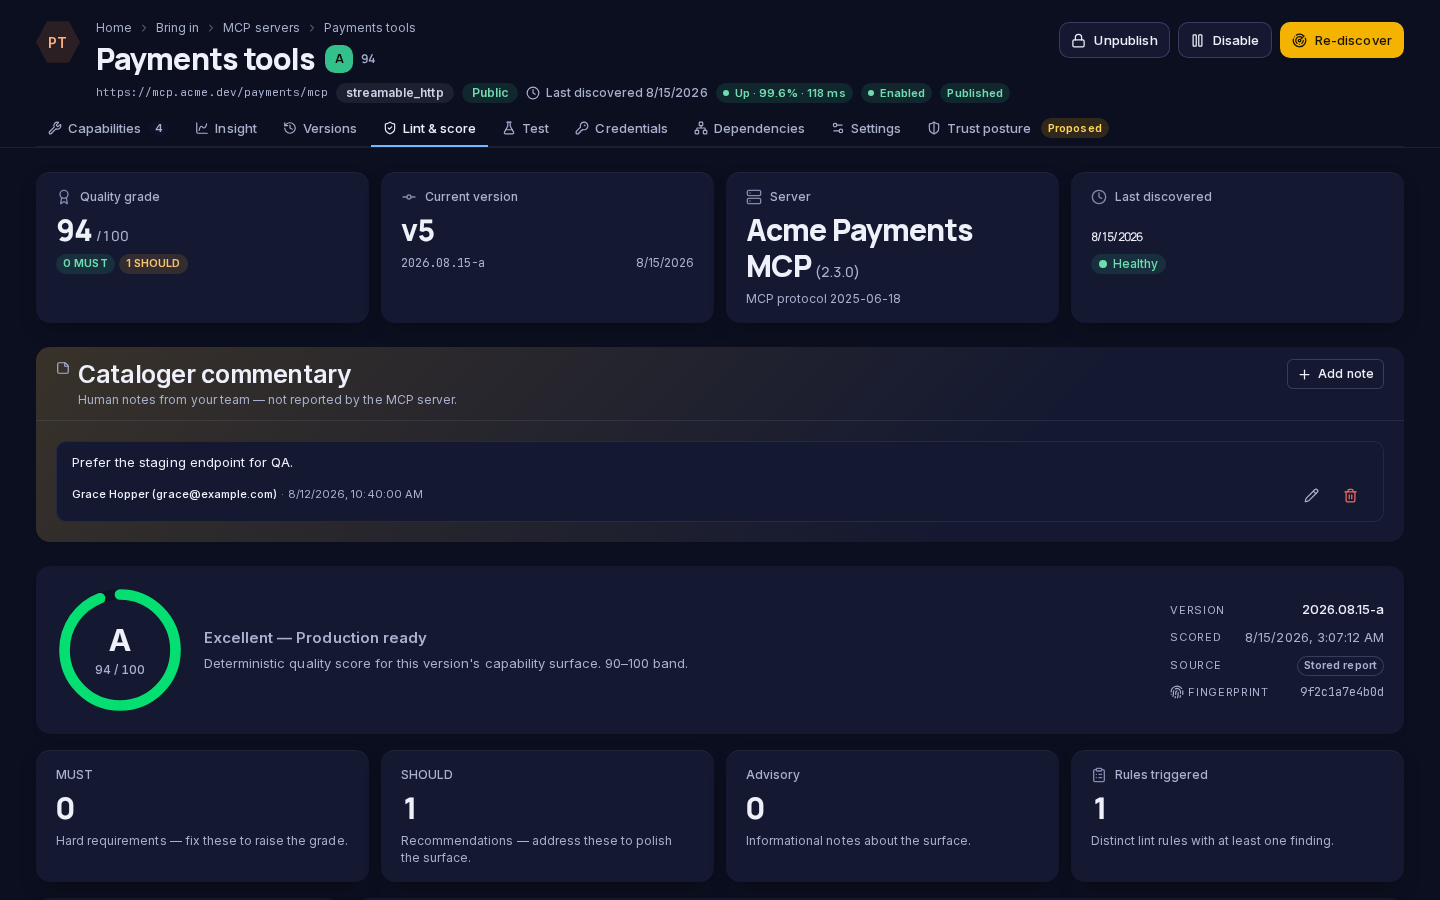 PT
Home > Bring in > MCP servers > Payments tools
Payments tools A 94
https://mcp.acme.dev/payments/mcp streamable_http Public Last discovered 8/15/2026 Up · 99.6% · 118 ms Enabled Published
Unpublish Disable Re-discover
Capabilities 4 Insight Versions Lint & score Test Credentials Dependencies Settings Trust posture Proposed
Quality grade
94 /100
0 MUST 1 SHOULD
Current version
v5
2026.08.15-a 8/15/2026
Server
Acme Payments
MCP (2.3.0)
MCP protocol 2025-06-18
Last discovered
8/15/2026
Healthy
Cataloger commentary
Human notes from your team — not reported by the MCP server.
Add note
Prefer the staging endpoint for QA.
Grace Hopper (grace@example.com) · 8/12/2026, 10:40:00 AM
A
94 / 100
Excellent — Production ready
Deterministic quality score for this version's capability surface. 90–100 band.
VERSION 2026.08.15-a
SCORED 8/15/2026, 3:07:12 AM
SOURCE Stored report
FINGERPRINT 9f2c1a7e4b0d
MUST
0
Hard requirements — fix these to raise the grade.
SHOULD
1
Recommendations — address these to polish
the surface.
Advisory
0
Informational notes about the surface.
Rules triggered
1
Distinct lint rules with at least one finding.